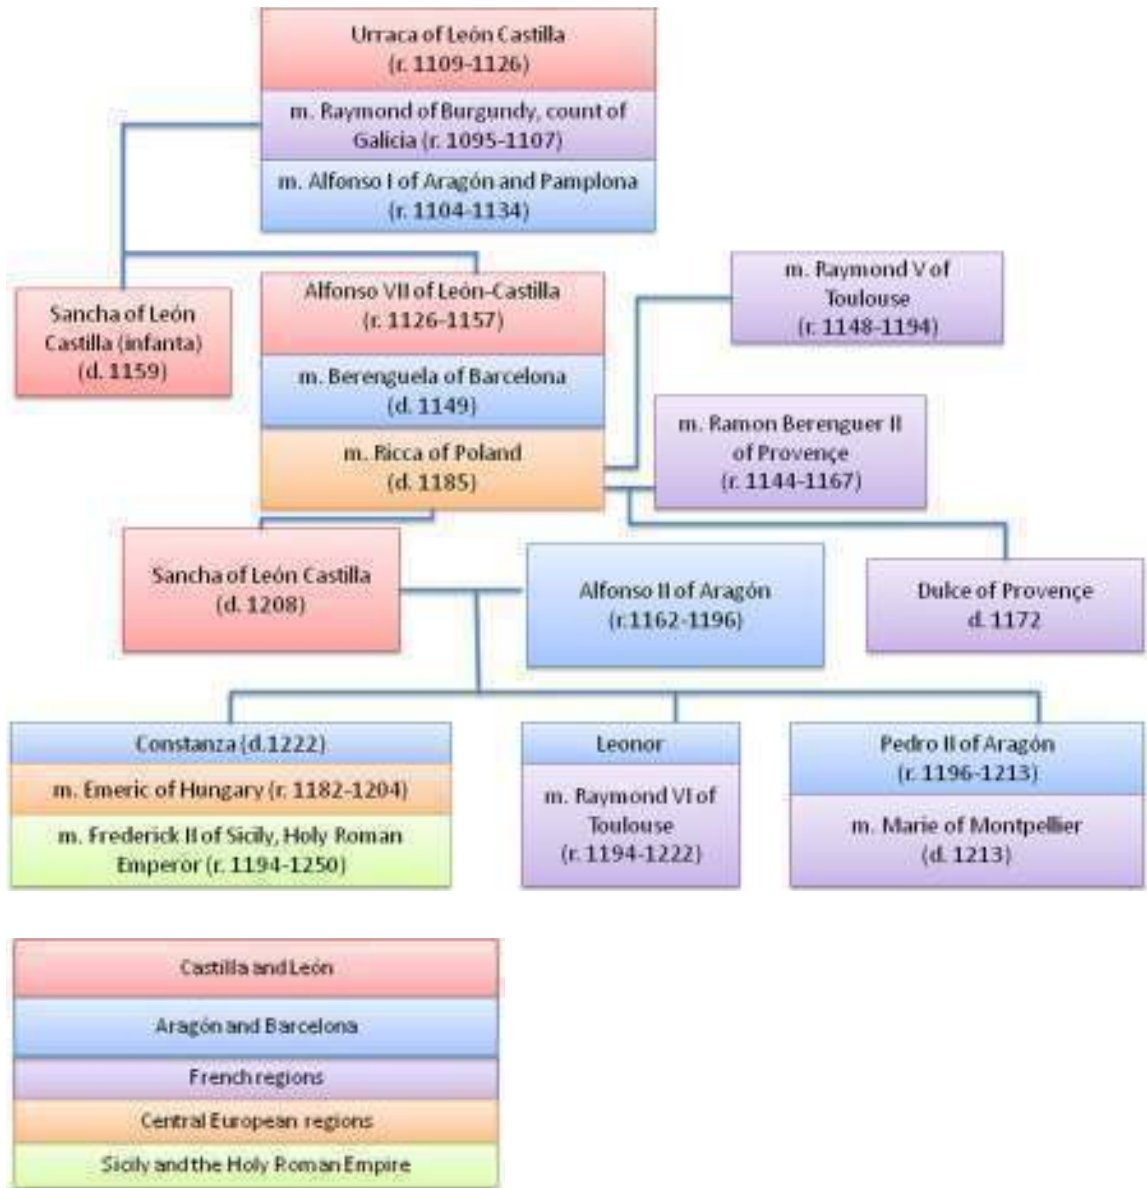 Urraca of León Castilla
(r. 1109-1126)
m. Raymond of Burgundy, count of
Galicia (r. 1095-1107)
m. Alfonso I of Aragón and Pamplona
(r. 1104-1134)
Sancha of León
Castilla (infanta)
(d. 1159)
Alfonso VII of León-Castilla
(r. 1126-1157)
m. Berenguela of Barcelona
(d. 1149)
m. Ricca of Poland
(d. 1185)
m. Raymond V of
Toulouse
(r. 1148-1194)
m. Ramon Berenguer II
of Provençe
(r. 1144-1167)
Sancha of León Castilla
(d. 1208)
Alfonso II of Aragón
(r.1162-1196)
Dulce of Provençe
d. 1172
Constanza (d.1222)
m. Emeric of Hungary (r. 1182-1204)
m. Frederick II of Sicily, Holy Roman
Emperor (r. 1194-1250)
Leonor
m. Raymond VI of
Toulouse
(r. 1194-1222)
Pedro II of Aragón
(r. 1196-1213)
m. Marie of Montpellier
(d. 1213)
Castilla and León
Aragón and Barcelona
French regions
Central European regions
Sicily and the Holy Roman Empire